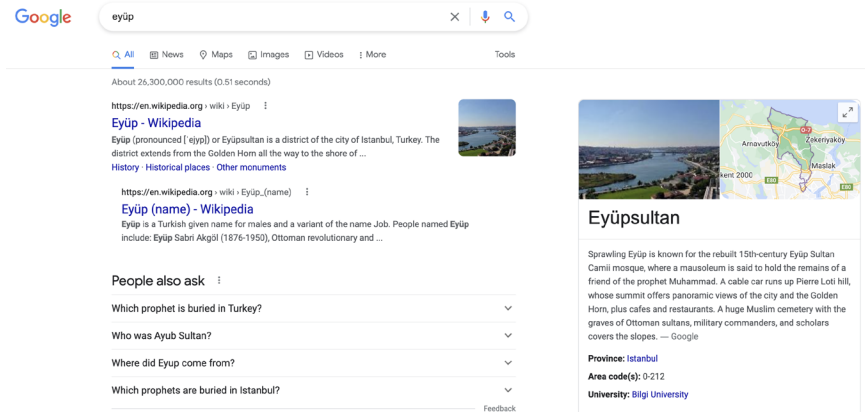 Google
eyüp
All News Maps Images Videos More Tools
About 26,300,000 results (0.51 seconds)
https://en.wikipedia.org › wiki › Eyüp
Eyüp - Wikipedia
Eyüp (pronounced [ˈejyp]) or Eyüpsultan is a district of the city of Istanbul, Turkey. The
district extends from the Golden Horn all the way to the shore of ...
History · Historical places · Other monuments
https://en.wikipedia.org › wiki › Eyüp_(name)
Eyüp (name) - Wikipedia
Eyüp is a Turkish given name for males and a variant of the name Job. People named Eyüp
include: Eyüp Sabri Akgöl (1876-1950), Ottoman revolutionary and ...
People also ask
Which prophet is buried in Turkey?
Who was Ayub Sultan?
Where did Eyup come from?
Which prophets are buried in Istanbul?
Feedback
O-7
Arnavutköy
Zekeriyaköy
Maslak
kent 2000
E80
E80
Eyüpsultan
Sprawling Eyüp is known for the rebuilt 15th-century Eyüp Sultan
Camii mosque, where a mausoleum is said to hold the remains of a
friend of the prophet Muhammad. A cable car runs up Pierre Loti hill,
whose summit offers panoramic views of the city and the Golden
Horn, plus cafes and restaurants. A huge Muslim cemetery with the
graves of Ottoman sultans, military commanders, and scholars
covers the slopes. — Google
Province: Istanbul
Area code(s): 0-212
University: Bilgi University